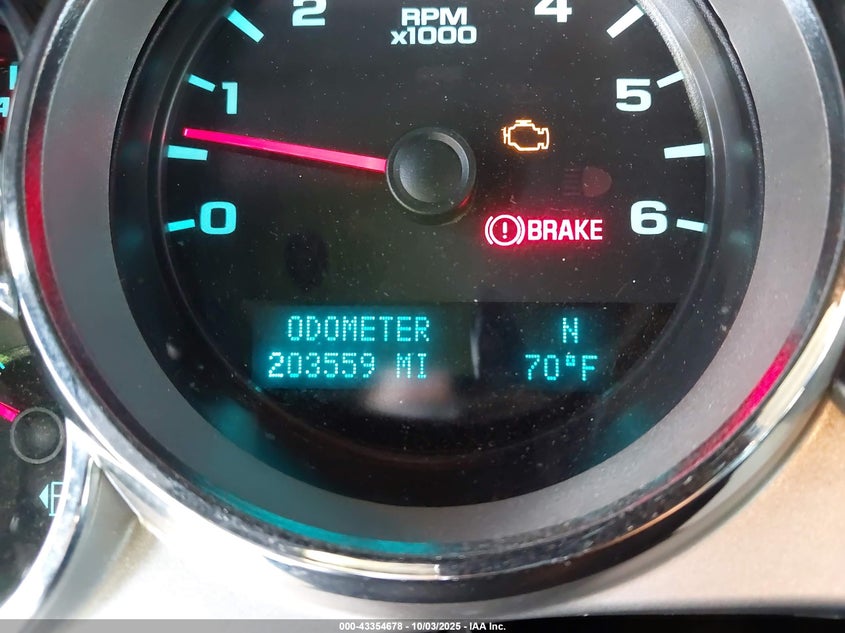 2 4
RPM
x1000
1 5
0 6
BRAKE
ODOMETER N
203559 MI 70°F
E
000-43354678 - 10/03/2025 - IAA Inc.